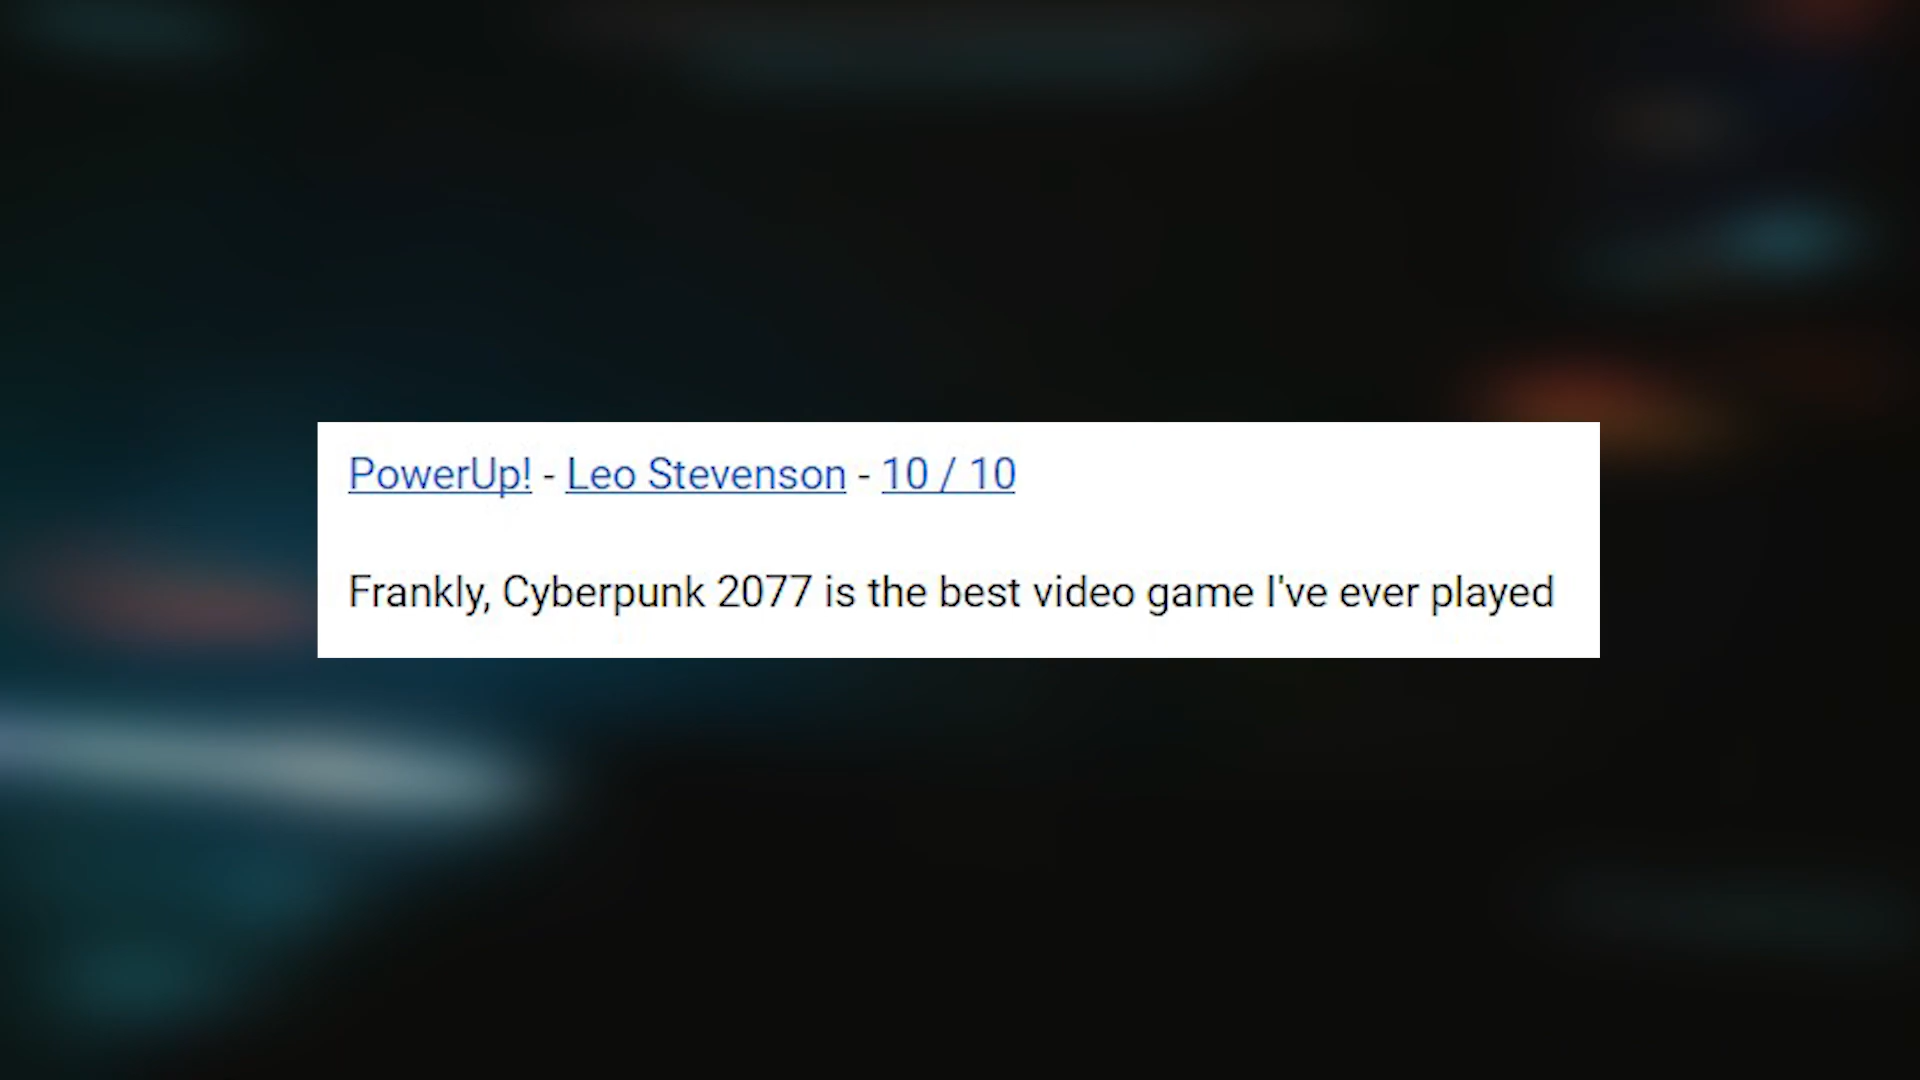 PowerUp! - Leo Stevenson - 10 / 10
Frankly, Cyberpunk 2077 is the best video game I've ever played